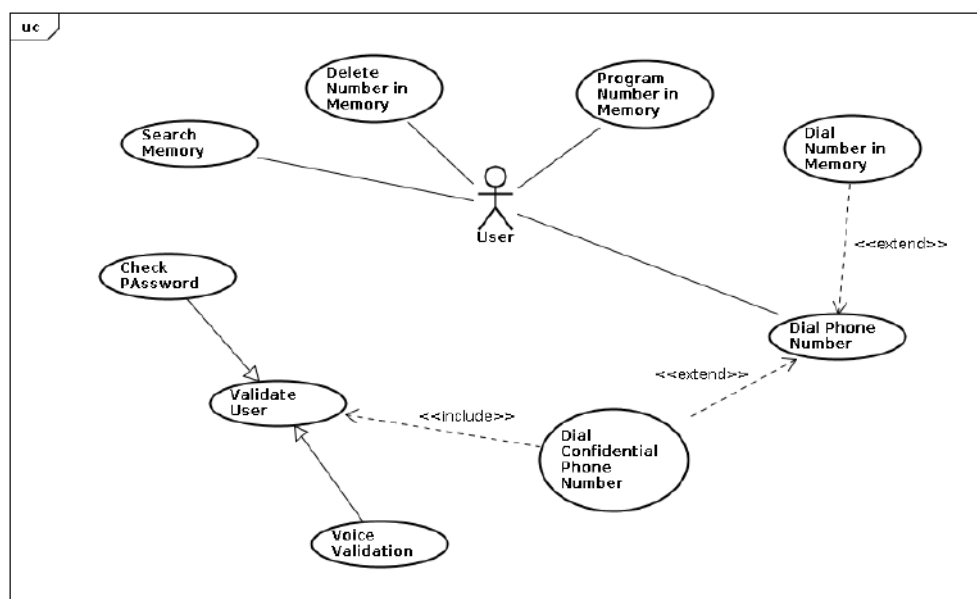 uc
Delete
Number in
Memory
Program
Number in
Memory
Search
Memory
Dial
Number in
Memory
User
<<extend>>
Check
PAssword
Dial Phone
Number
<<extend>>
Validate
User
<<include>>
Dial
Confidential
Phone
Number
Voice
Validation